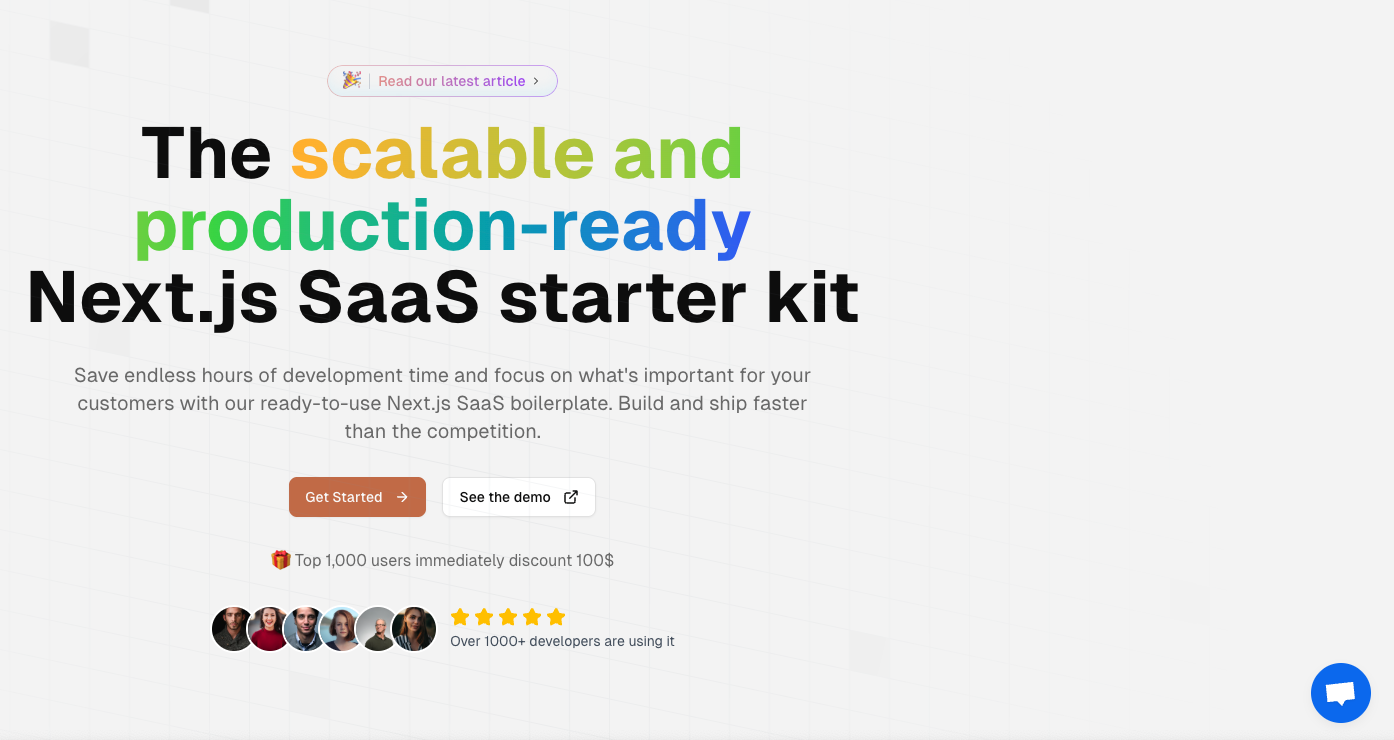 Read our latest article
The scalable and
production-ready
Next.js SaaS starter kit
Save endless hours of development time and focus on what's important for your
customers with our ready-to-use Next.js SaaS boilerplate. Build and ship faster
than the competition.
Get Started
See the demo
Top 1,000 users immediately discount 100$
Over 1000+ developers are using it